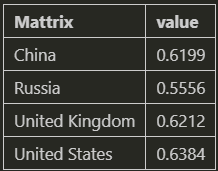 Mattrix value
China 0.6199
Russia 0.5556
United Kingdom 0.6212
United States 0.6384